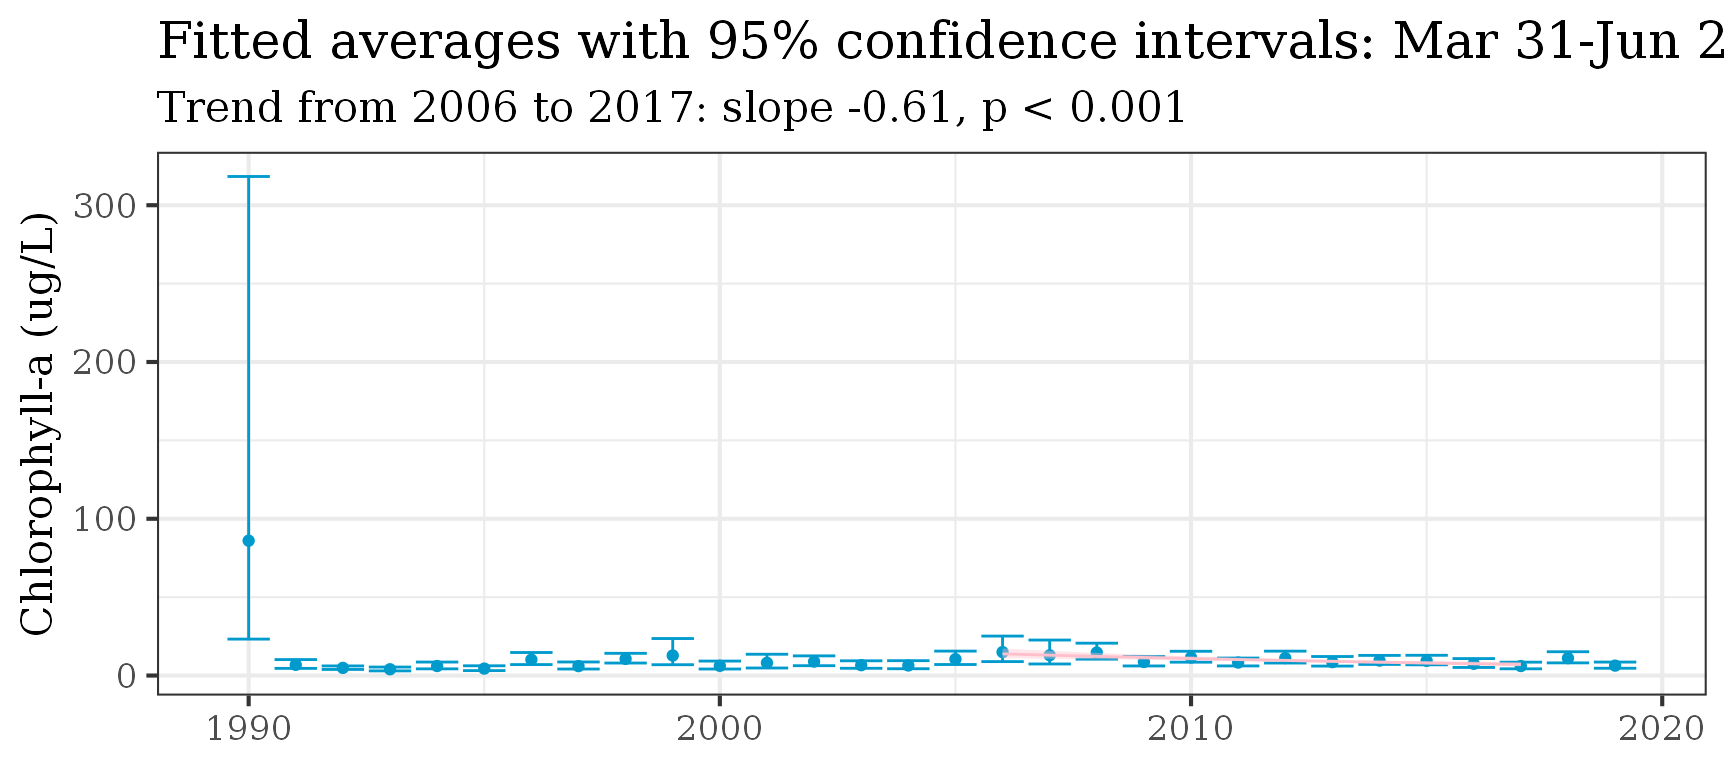 Fitted averages with 95% confidence intervals: Mar 31-Jun 2
Trend from 2006 to 2017: slope -0.61, p < 0.001
Chlorophyll-a (ug/L)
300
200
100
0
1990 2000 2010 2020